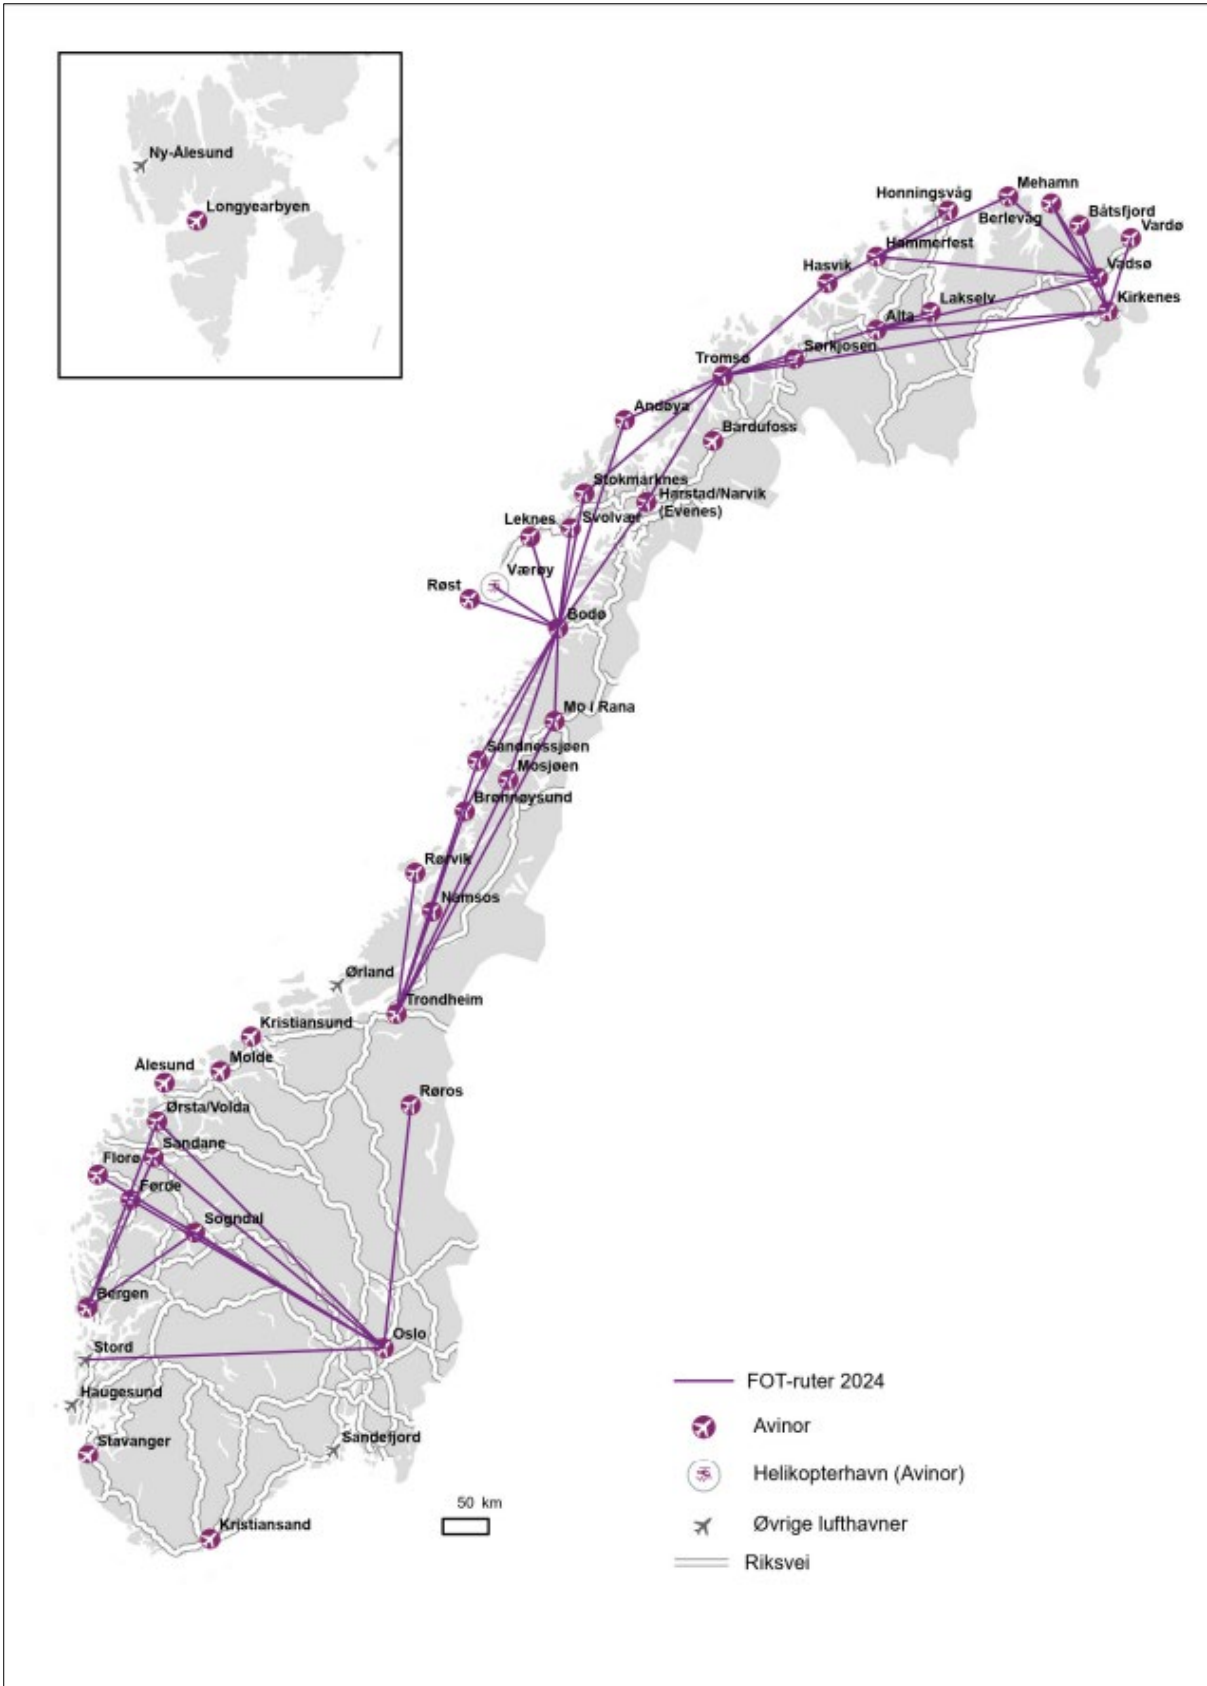 Ny-Ålesund
Longyearbyen
Mehamn
Honningsvåg
Berlevåg
Båtsfjord
Vardø
Hammerfest
Vadsø
Hasvik
Kirkenes
Lakselv
Alta
Sørkjosen
Tromsø
Andøya
Bardufoss
Stokmarknes
Harstad/Narvik
(Evenes)
Leknes
Svolvær
Værøy
Røst
Bodø
Mo i Rana
Sandnessjøen
Mosjøen
Brønnøysund
Rørvik
Namsos
Ørland
Trondheim
Kristiansund
Molde
Ålesund
Røros
Ørsta/Volda
Sandane
Florø
Førde
Sogndal
Bergen
Oslo
Stord
Haugesund
Stavanger
Sandefjord
Kristiansand
50 km
FOT-ruter 2024
Avinor
Helikopterhavn (Avinor)
Øvrige lufthavner
Riksvei